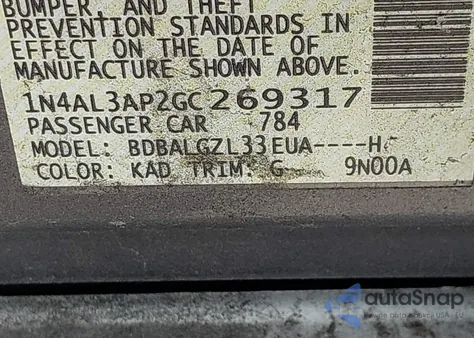 BUMPER, AND THEFT
PREVENTION STANDARDS IN
EFFECT ON THE DATE OF
MANUFACTURE SHOWN ABOVE.
1N4AL3AP2GC269317
PASSENGER CAR 784
MODEL: BDBALGZL33EUA----H
COLOR: KAD TRIM: G 9N00A
autoSnap